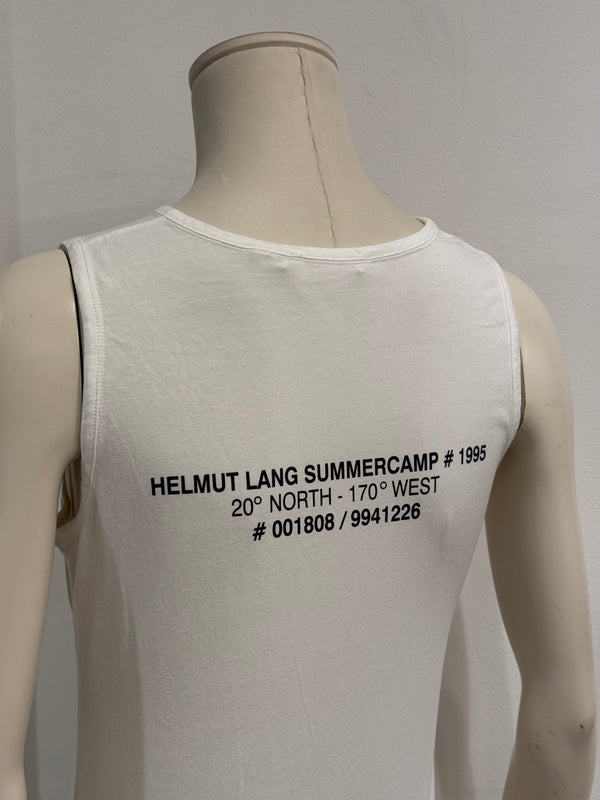 HELMUT LANG SUMMERCAMP # 1995
20° NORTH - 170° WEST
# 001808 / 9941226